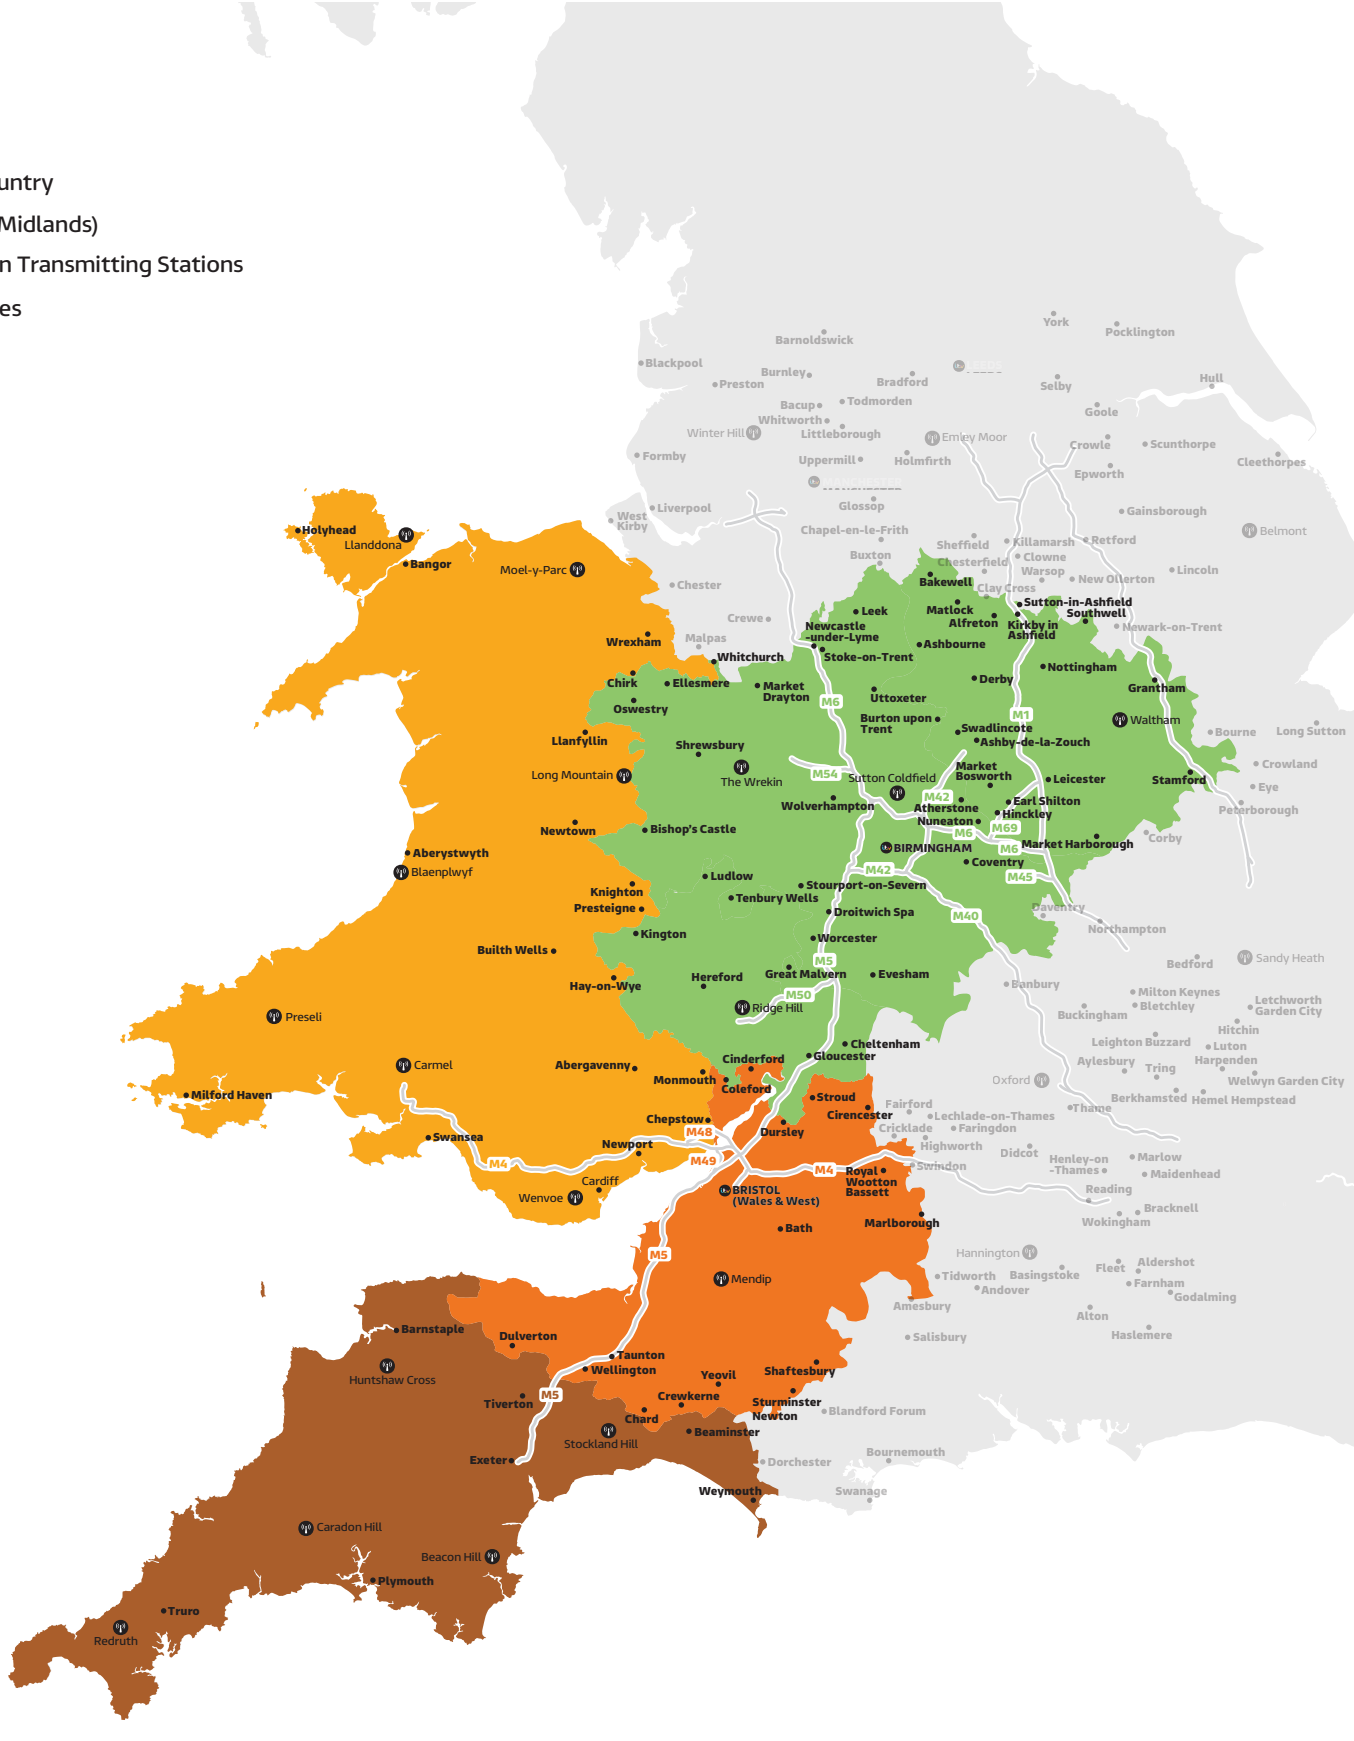 untry
Midlands)
n Transmitting Stations
es
York
Pocklington
Barnoldswick
Blackpool
Burnley
Preston
Bradford
Selby
Hull
Bacup
Todmorden
Whitworth
Goole
Winter Hill
Littleborough
Emley Moor
Crowle
Scunthorpe
Formby
Uppermill
Holmfirth
Cleethorpes
Epworth
Glossop
West
Kirby
Liverpool
Gainsborough
Holyhead
Llanddona
Chapel-en-le-Frith
Sheffield
Killamarsh
Retford
Belmont
Bangor
Moel-y-Parc
Buxton
Chesterfield
Clowne
Warsop
New Ollerton
Lincoln
Chester
Bakewell
Clay Cross
Leek
Matlock
Alfreton
Sutton-in-Ashfield
Southwell
Crewe
Newcastle
-under-Lyme
Kirkby in
Ashfield
Newark-on-Trent
Wrexham
Malpas
Whitchurch
Stoke-on-Trent
Ashbourne
Nottingham
Chirk
Ellesmere
Market
Drayton
Uttoxeter
Derby
Grantham
Oswestry
M6
Burton upon
Trent
M1
Waltham
Swadlincote
Ashby-de-la-Zouch
Bourne
Long Sutton
Llanfyllin
Shrewsbury
Long Mountain
The Wrekin
M54
Sutton Coldfield
Market
Bosworth
Leicester
Stamford
Crowland
Eye
Wolverhampton
M42
Atherstone
Earl Shilton
Hinckley
Peterborough
Newtown
Bishop's Castle
Nuneaton
M6
M69
Market Harborough
Corby
Aberystwyth
Blaenplwyf
BIRMINGHAM
M6
Coventry
M42
M45
Ludlow
Knighton
Tenbury Wells
Stourport-on-Severn
Presteigne
Droitwich Spa
M40
Daventry
Northampton
Kington
Worcester
Builth Wells
M5
Great Malvern
Evesham
Bedford
Sandy Heath
Hay-on-Wye
Hereford
M50
Ridge Hill
Banbury
Milton Keynes
Bletchley
Buckingham
Letchworth
Garden City
Hitchin
Preseli
Leighton Buzzard
Luton
Cheltenham
Gloucester
Cinderford
Aylesbury
Tring
Harpenden
Carmel
Abergavenny
Monmouth
Coleford
Oxford
Welwyn Garden City
Milford Haven
Stroud
Cirencester
Fairford
Thame
Berkhamsted
Hemel Hempstead
Chepstow
Lechlade-on-Thames
M48
Dursley
Cricklade
Faringdon
Swansea
Newport
Highworth
Didcot
M4
M49
M4
Royal
Wootton
Bassett
Swindon
Henley-on
-Thames
Marlow
Maidenhead
Wenvoe
Cardiff
BRISTOL
(Wales & West)
Reading
Bracknell
Wokingham
Marlborough
Bath
M5
Hannington
Mendip
Tidworth
Andover
Basingstoke
Fleet
Aldershot
Farnham
Godalming
Amesbury
Alton
Haslemere
Barnstaple
Dulverton
Taunton
Wellington
Salisbury
Huntshaw Cross
Yeovil
Shaftesbury
Tiverton
M5
Crewkerne
Sturminster
Newton
Chard
Blandford Forum
Stockland Hill
Beaminster
Exeter
Dorchester
Bournemouth
Weymouth
Swanage
Caradon Hill
Beacon Hill
Plymouth
Truro
Redruth